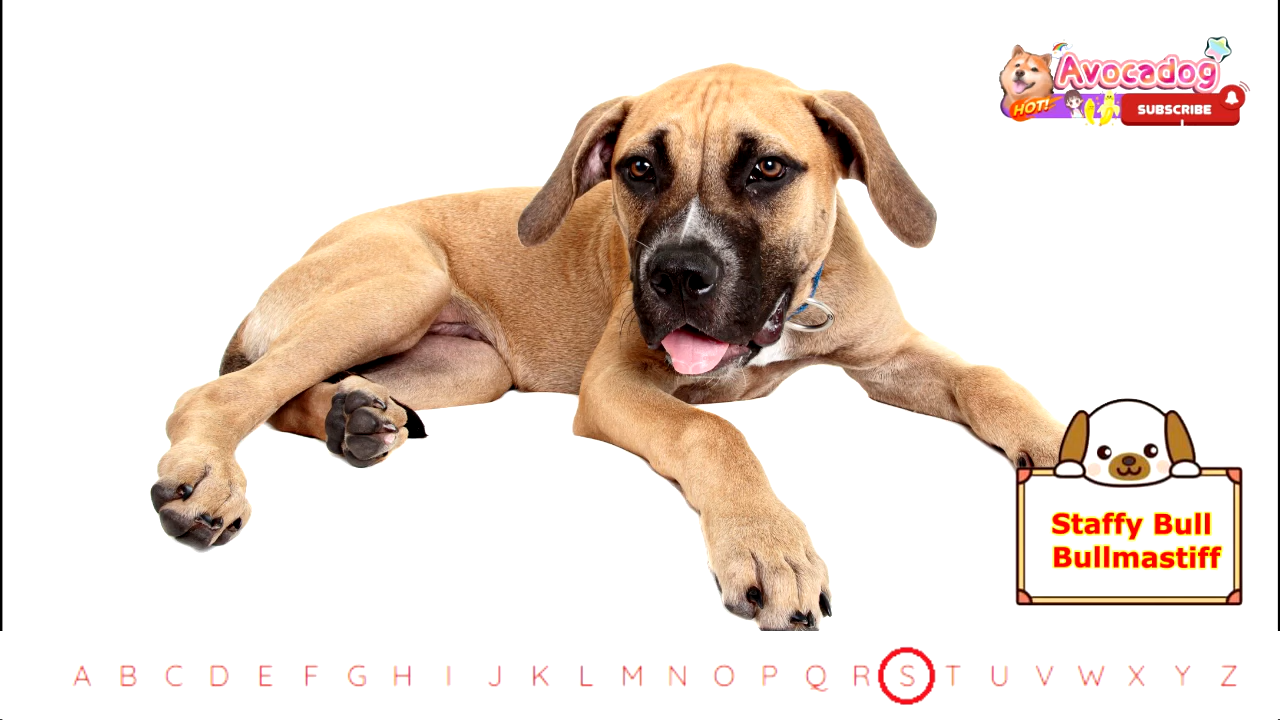 Avocadog
HOT!
SUBSCRIBE
Staffy Bull
Bullmastiff
A B C D E F G H I J K L M N O P Q R S T U V W X Y Z